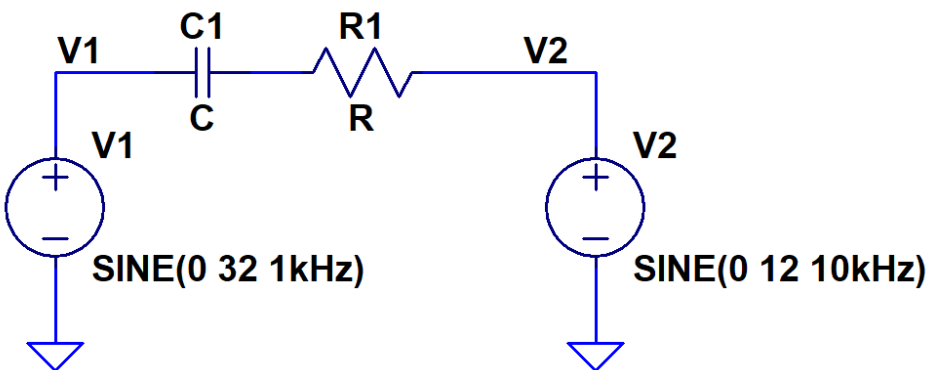 C1
R1
V1
V2
C
R
V1
V2
SINE(0 32 1kHz)
SINE(0 12 10kHz)